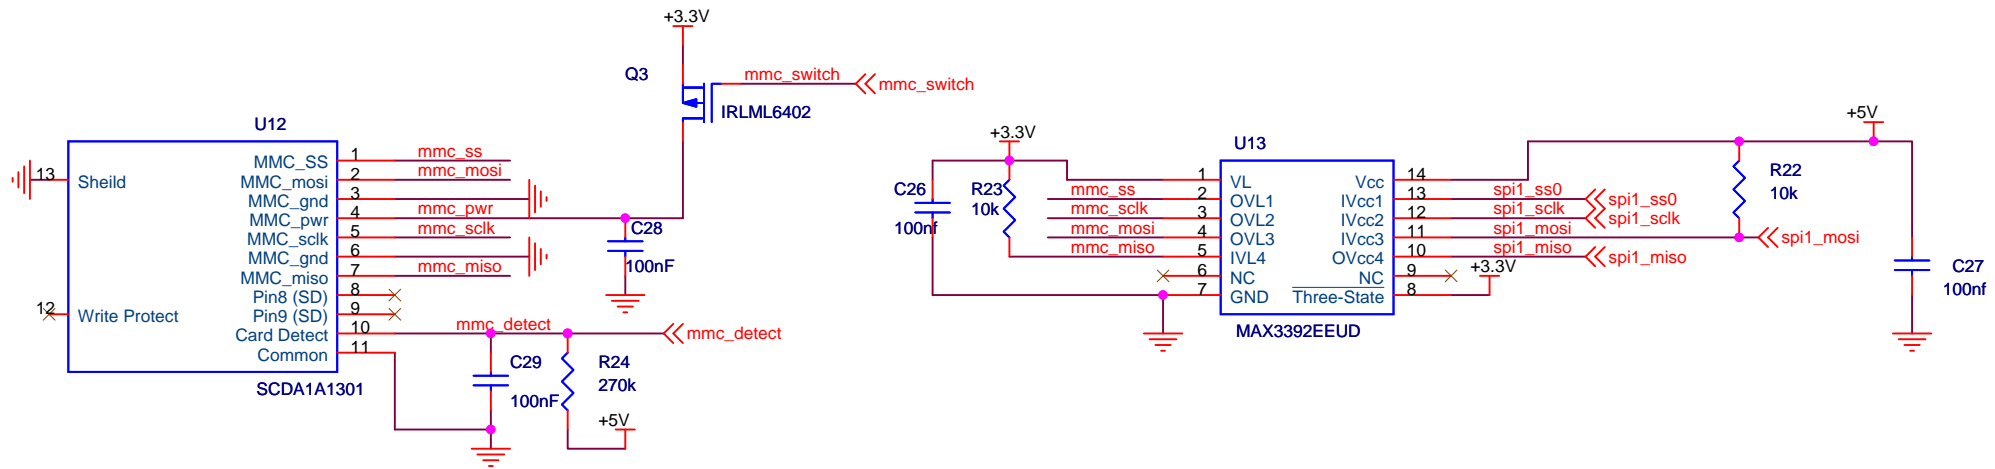 +3.3V
Q3
mmc_switch
mmc_switch
IRLML6402
U12
13
Sheild
12
Write Protect
MMC_SS
1
mmc_ss
MMC_mosi
2
mmc_mosi
MMC_gnd
3
MMC_pwr
4
mmc_pwr
MMC_sclk
5
mmc_sclk
MMC_gnd
6
MMC_miso
7
mmc_miso
Pin8 (SD)
8
Pin9 (SD)
9
Card Detect
10
mmc_detect
mmc_detect
Common
11
SCDA1A1301
C28
100nF
C29
100nF
R24
270k
+5V
+3.3V
C26
100nf
R23
10k
U13
mmc_ss
mmc_sclk
mmc_mosi
mmc_miso
1
VL
2
OVL1
3
OVL2
4
OVL3
5
IVL4
6
NC
7
GND
Vcc
14
IVcc1
13
spi1_ss0
spi1_ss0
IVcc2
12
spi1_sclk
spi1_sclk
IVcc3
11
spi1_mosi
spi1_mosi
OVcc4
10
spi1_miso
spi1_miso
NC
9
+3.3V
Three-State
8
MAX3392EEUD
+5V
R22
10k
C27
100nf